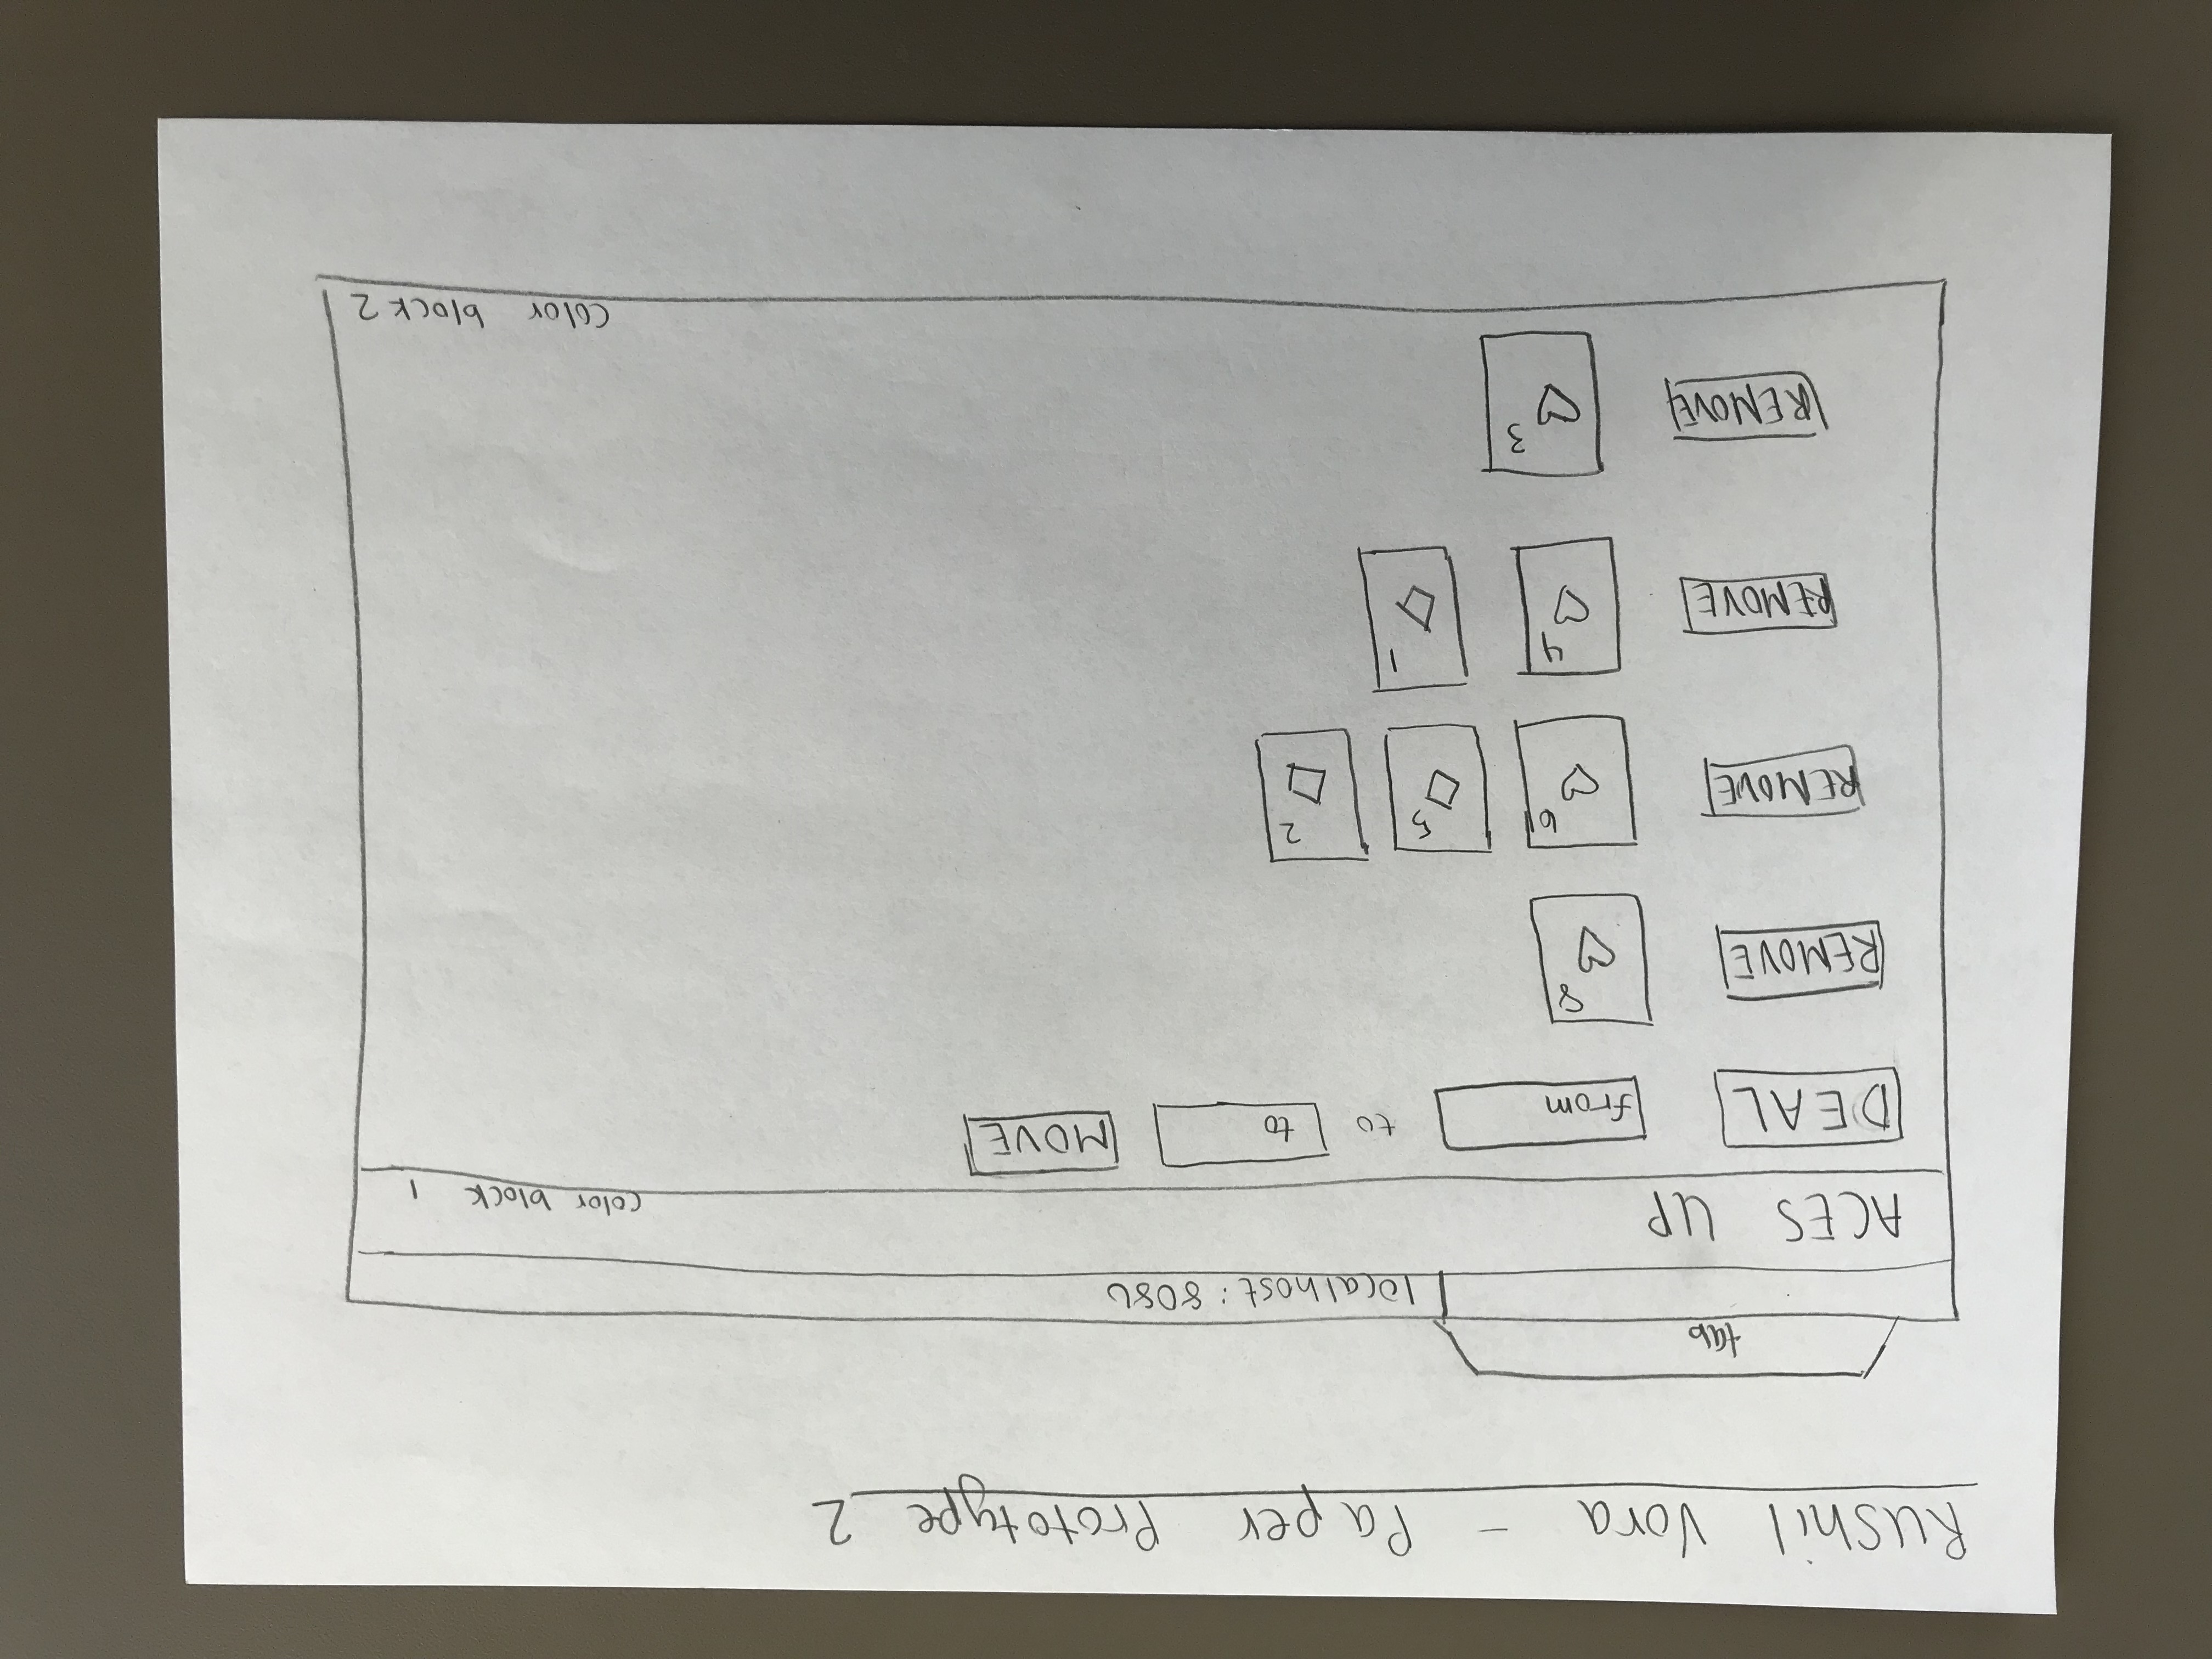 Rushil Vora - Paper Prototype 2
tab
localhost: 8080
ACES UP
color block 1
DEAL from to to MOVE
REMOVE 8
REMOVE 6 5 2
REMOVE 4 1
REMOVE 3
color block 2